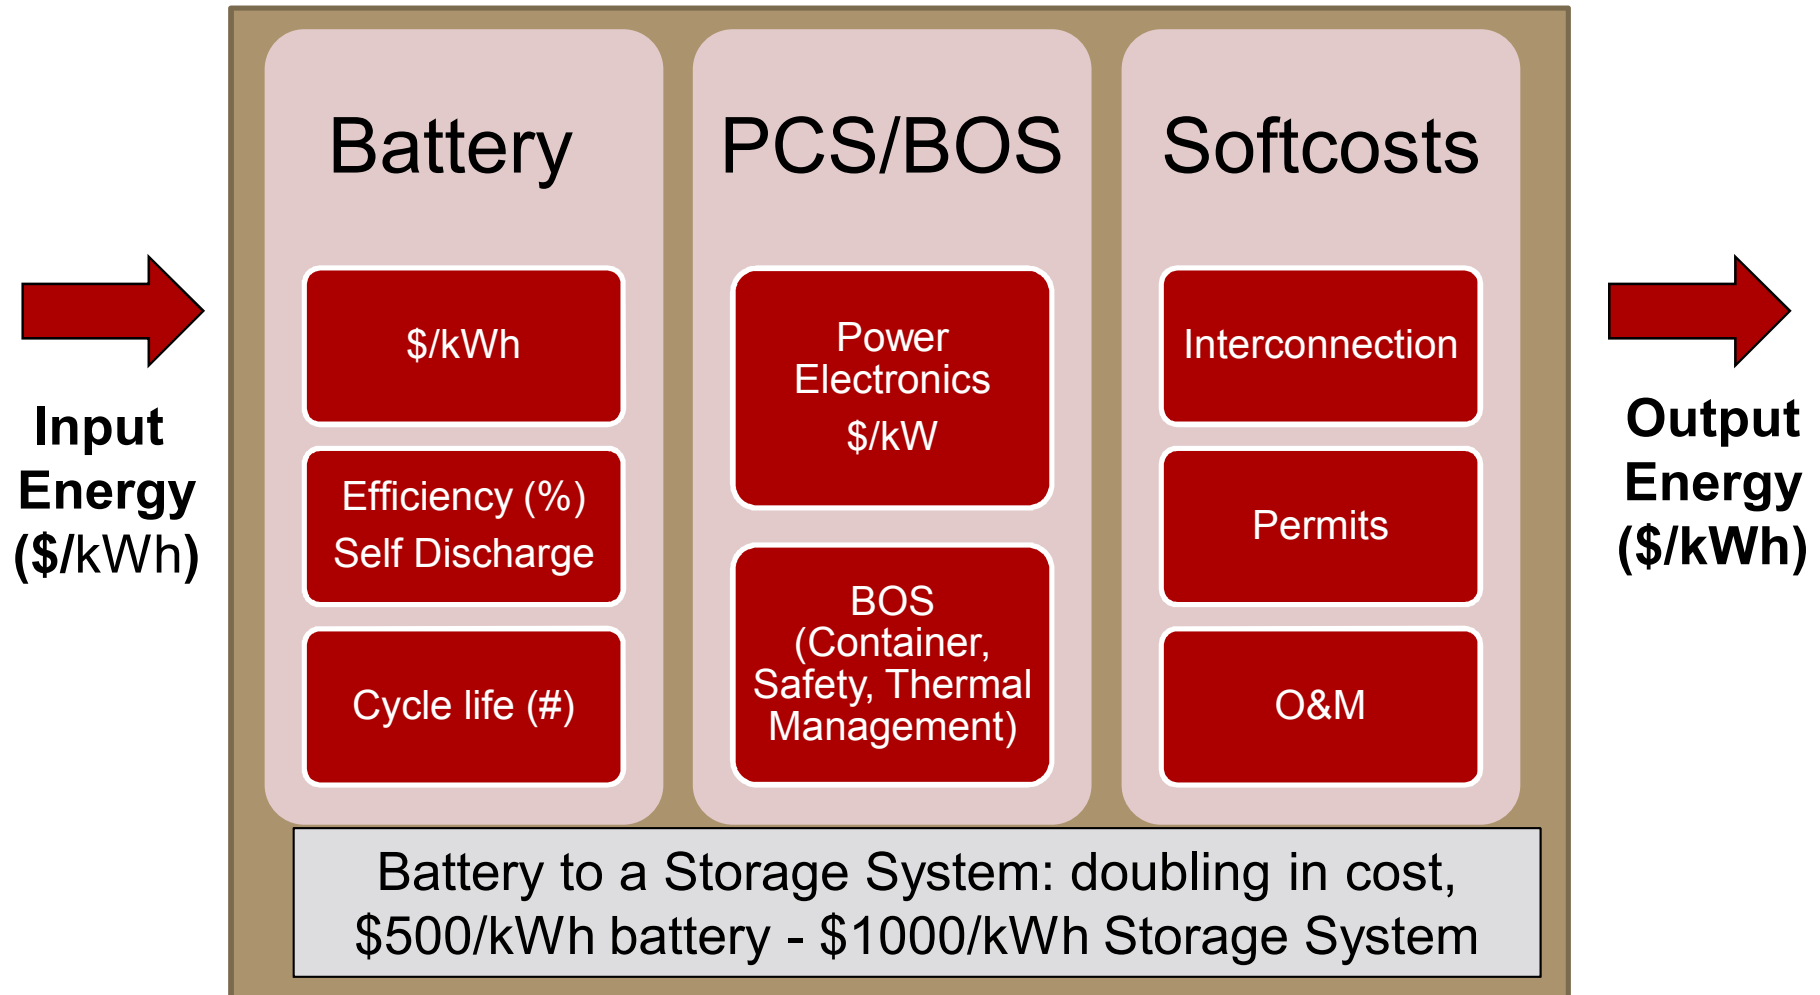 Battery
PCS/BOS
Softcosts
Input
Energy
($/kWh)
$/kWh
Efficiency (%)
Self Discharge
Cycle life (#)
Power
Electronics
$/kW
BOS
(Container,
Safety, Thermal
Management)
Interconnection
Permits
O&M
Output
Energy
($/kWh)
Battery to a Storage System: doubling in cost,
$500/kWh battery - $1000/kWh Storage System